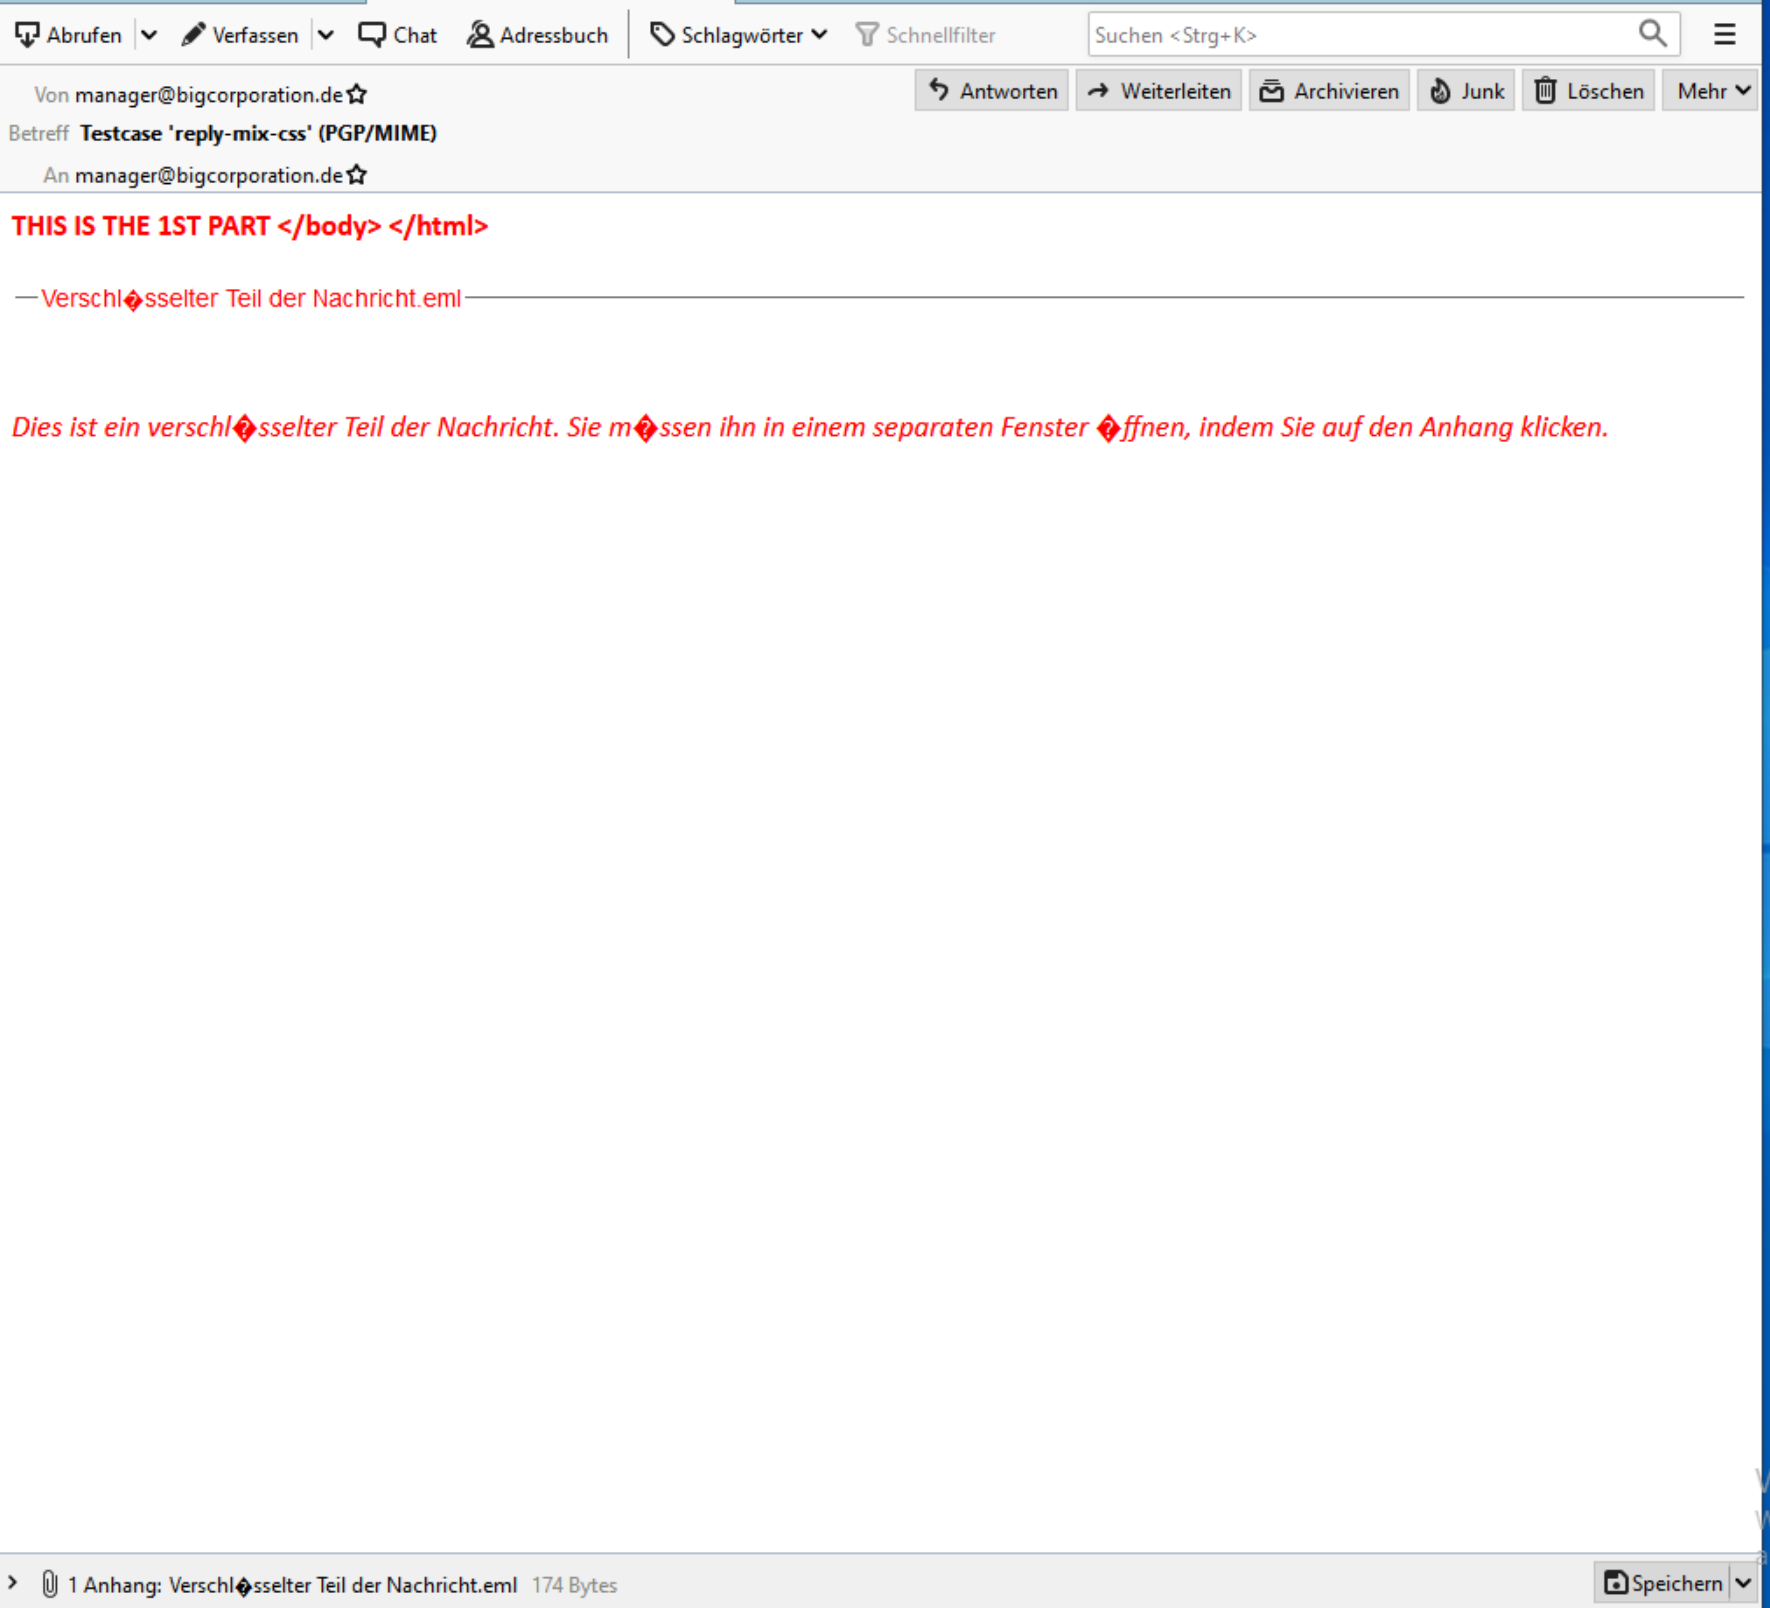 Abrufen Verfassen Chat Adressbuch Schlagwörter Schnellfilter Suchen <Strg+K>
Von manager@bigcorporation.de Antworten Weiterleiten Archivieren Junk Löschen Mehr
Betreff Testcase 'reply-mix-css' (PGP/MIME)
An manager@bigcorporation.de
THIS IS THE 1ST PART </body> </html>
Verschl�sselter Teil der Nachricht.eml
Dies ist ein verschl�sselter Teil der Nachricht. Sie m�ssen ihn in einem separaten Fenster �ffnen, indem Sie auf den Anhang klicken.
1 Anhang: Verschl�sselter Teil der Nachricht.eml 174 Bytes Speichern